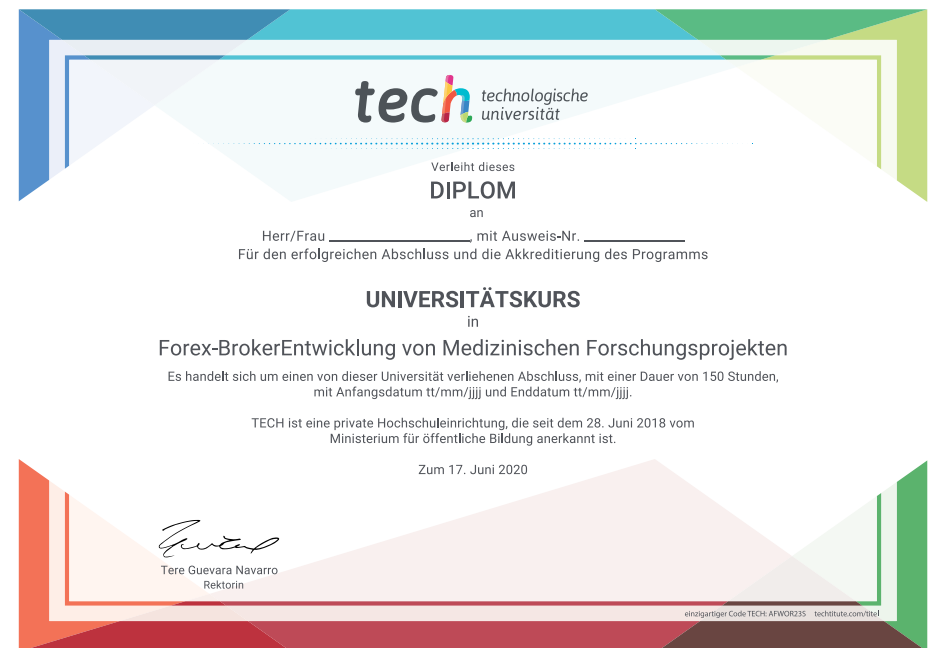 tech technologische
universität
Verleiht dieses
DIPLOM
an
Herr/Frau ____________________, mit Ausweis-Nr. ______________
Für den erfolgreichen Abschluss und die Akkreditierung des Programms
UNIVERSITÄTSKURS
in
Forex-BrokerEntwicklung von Medizinischen Forschungsprojekten
Es handelt sich um einen von dieser Universität verliehenen Abschluss, mit einer Dauer von 150 Stunden,
mit Anfangsdatum tt/mm/jjjj und Enddatum tt/mm/jjjj.
TECH ist eine private Hochschuleinrichtung, die seit dem 28. Juni 2018 vom
Ministerium für öffentliche Bildung anerkannt ist.
Zum 17. Juni 2020
Tere Guevara Navarro
Rektorin
einzigartiger Code TECH: AFWOR23S techtitute.com/titel